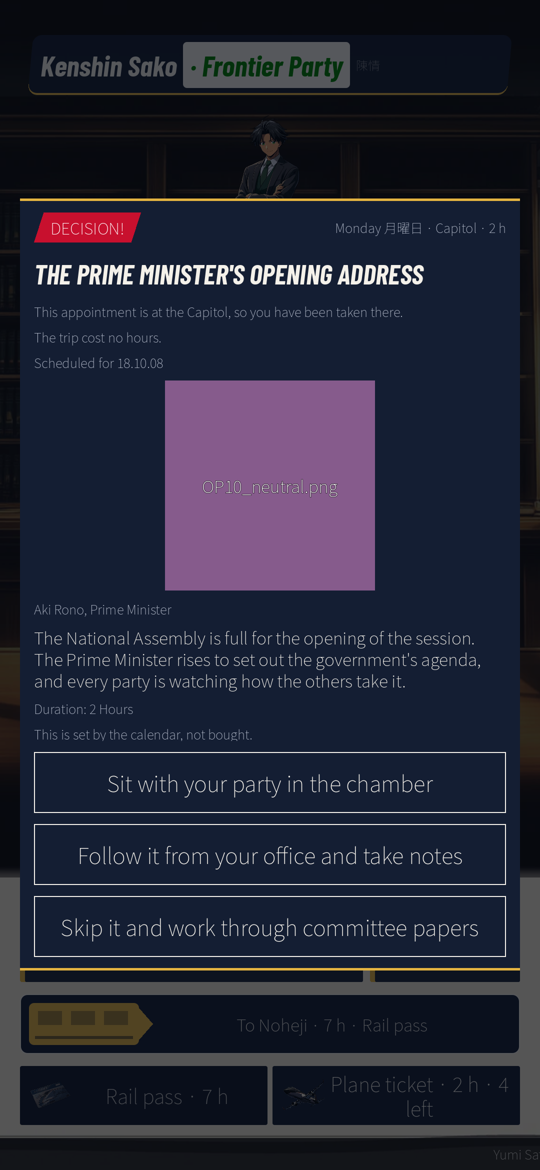 Kenshin Sako · Frontier Party 陳情
DECISION!
Monday 月曜日 · Capitol · 2 h
THE PRIME MINISTER'S OPENING ADDRESS
This appointment is at the Capitol, so you have been taken there.
The trip cost no hours.
Scheduled for 18.10.08
OP10_neutral.png
Aki Rono, Prime Minister
The National Assembly is full for the opening of the session.
The Prime Minister rises to set out the government's agenda,
and every party is watching how the others take it.
Duration: 2 Hours
This is set by the calendar, not bought.
Sit with your party in the chamber
Follow it from your office and take notes
Skip it and work through committee papers
To Noheji · 7 h · Rail pass
Rail pass · 7 h
Plane ticket · 2 h · 4
left
Yumi Sa